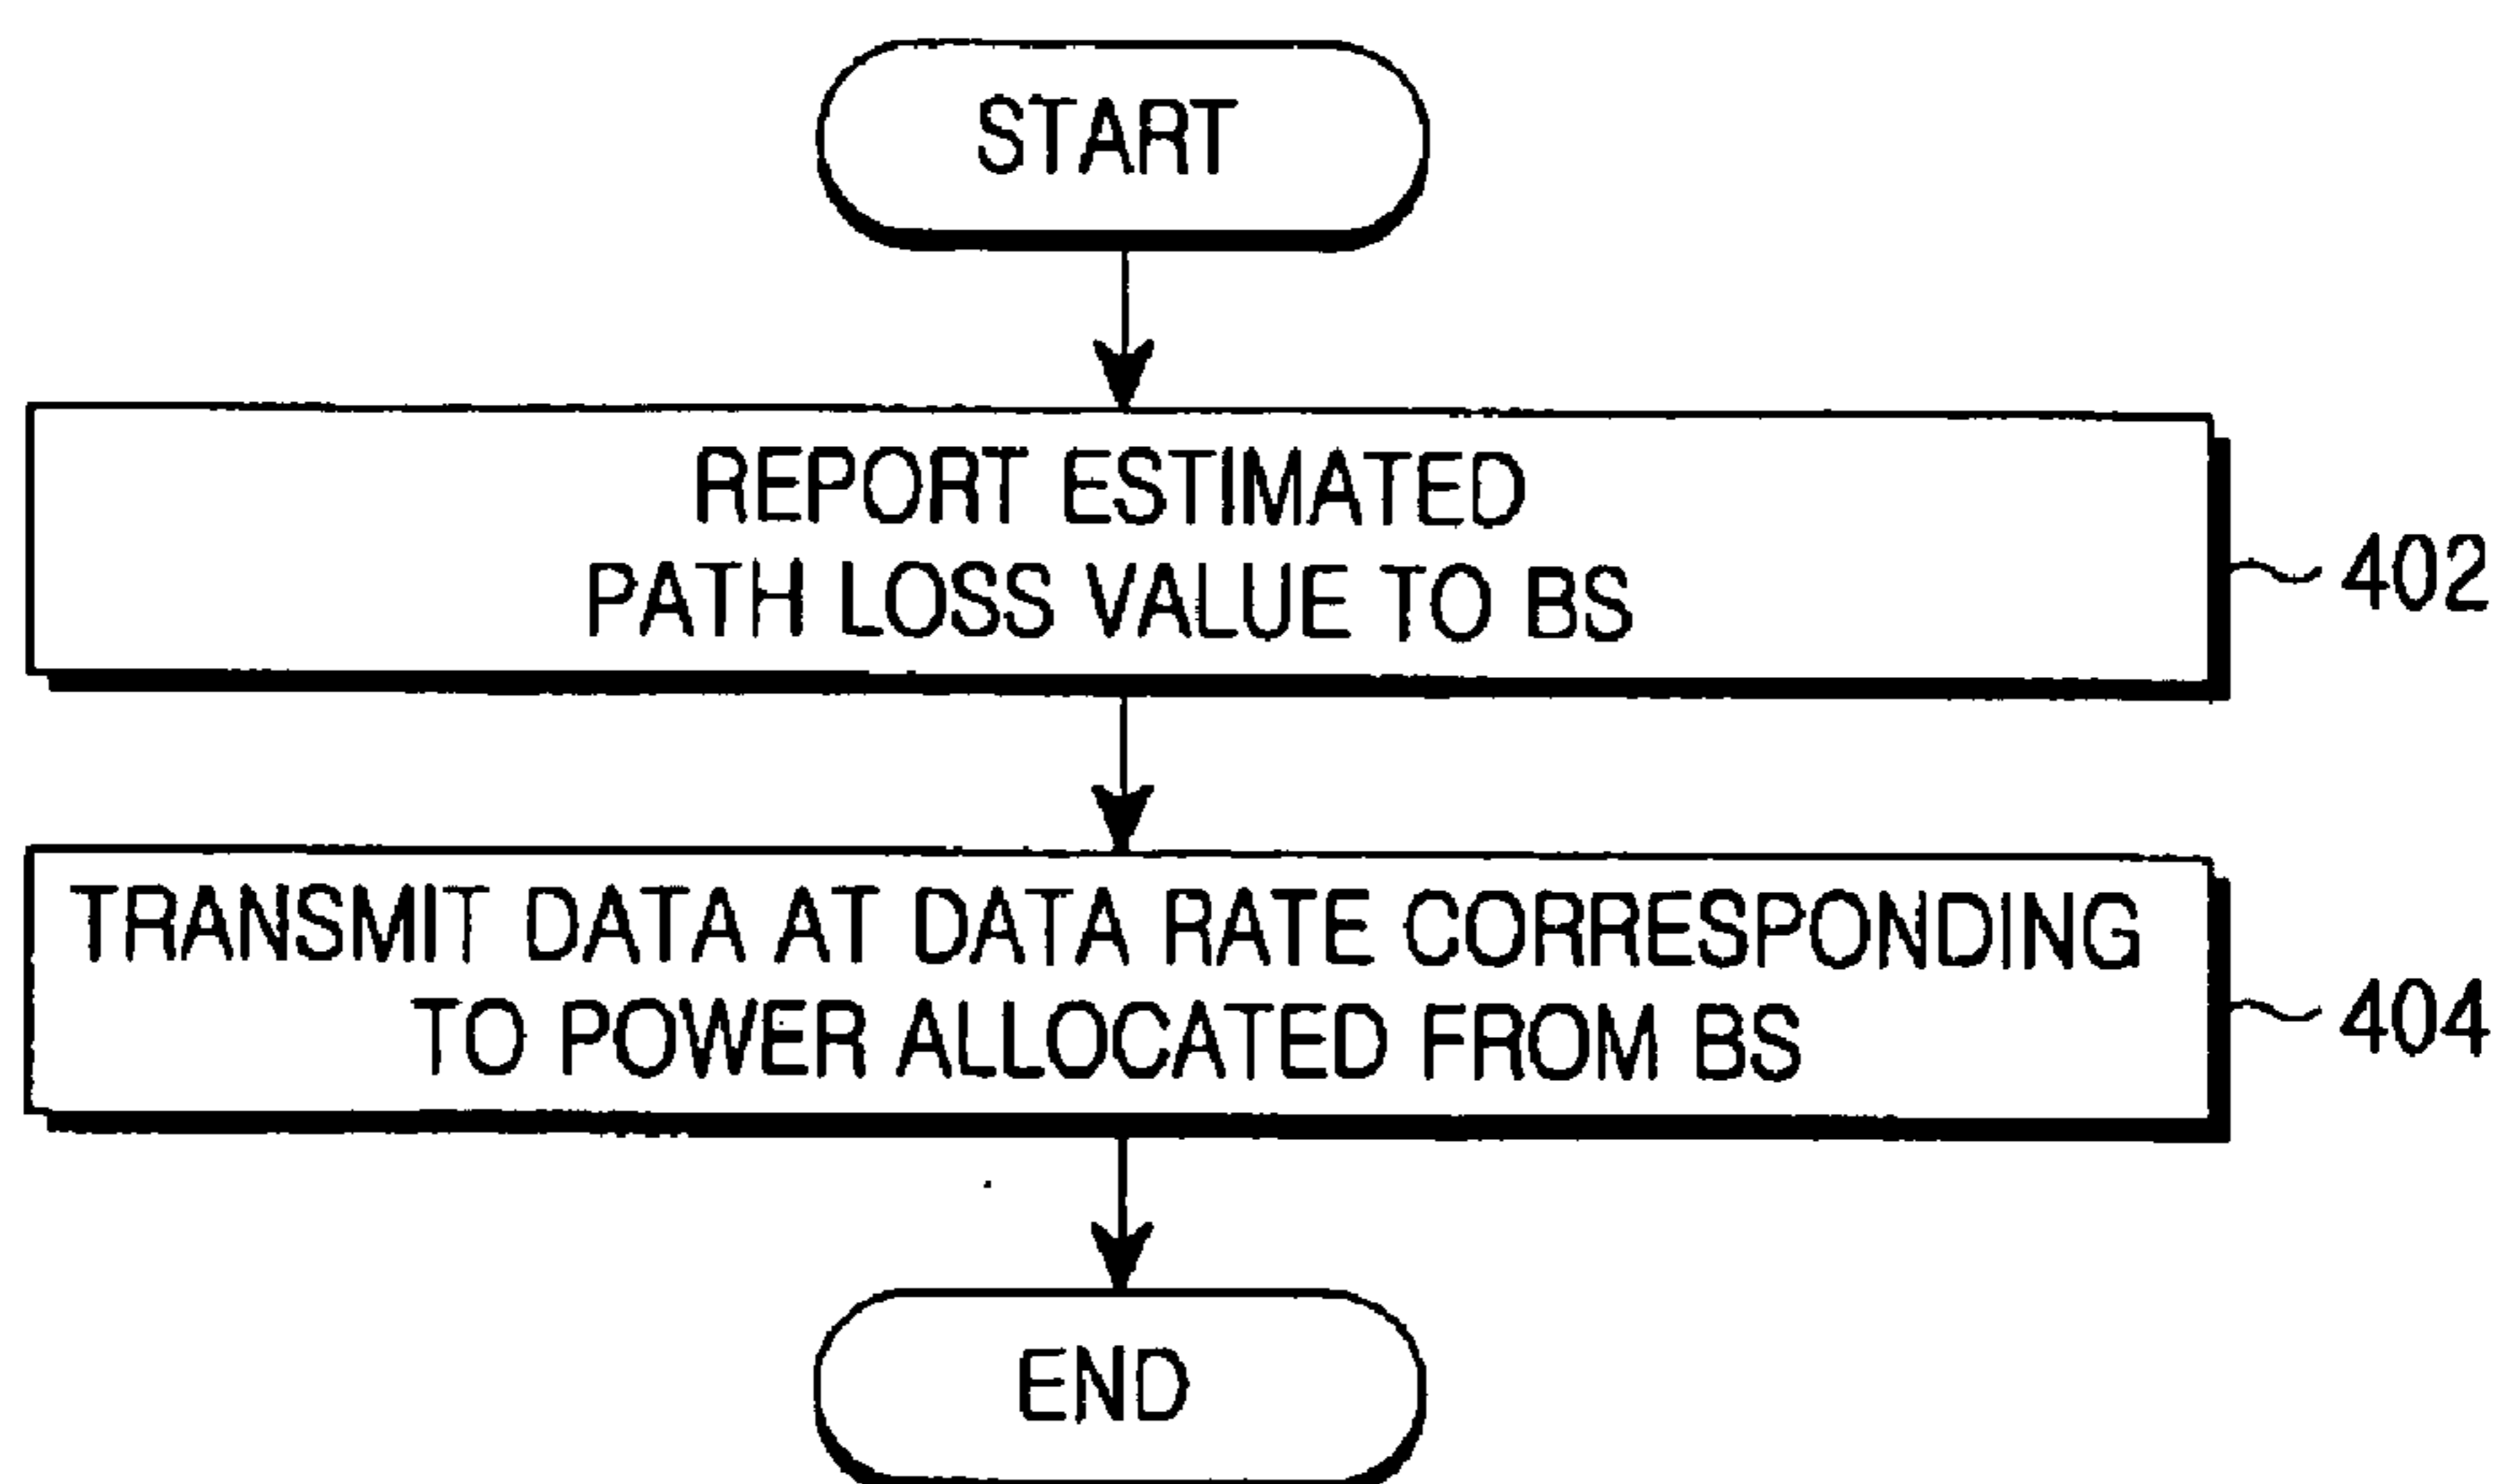 START
REPORT ESTIMATED
PATH LOSS VALUE TO BS
402
TRANSMIT DATA AT DATA RATE CORRESPONDING
TO POWER ALLOCATED FROM BS
404
END